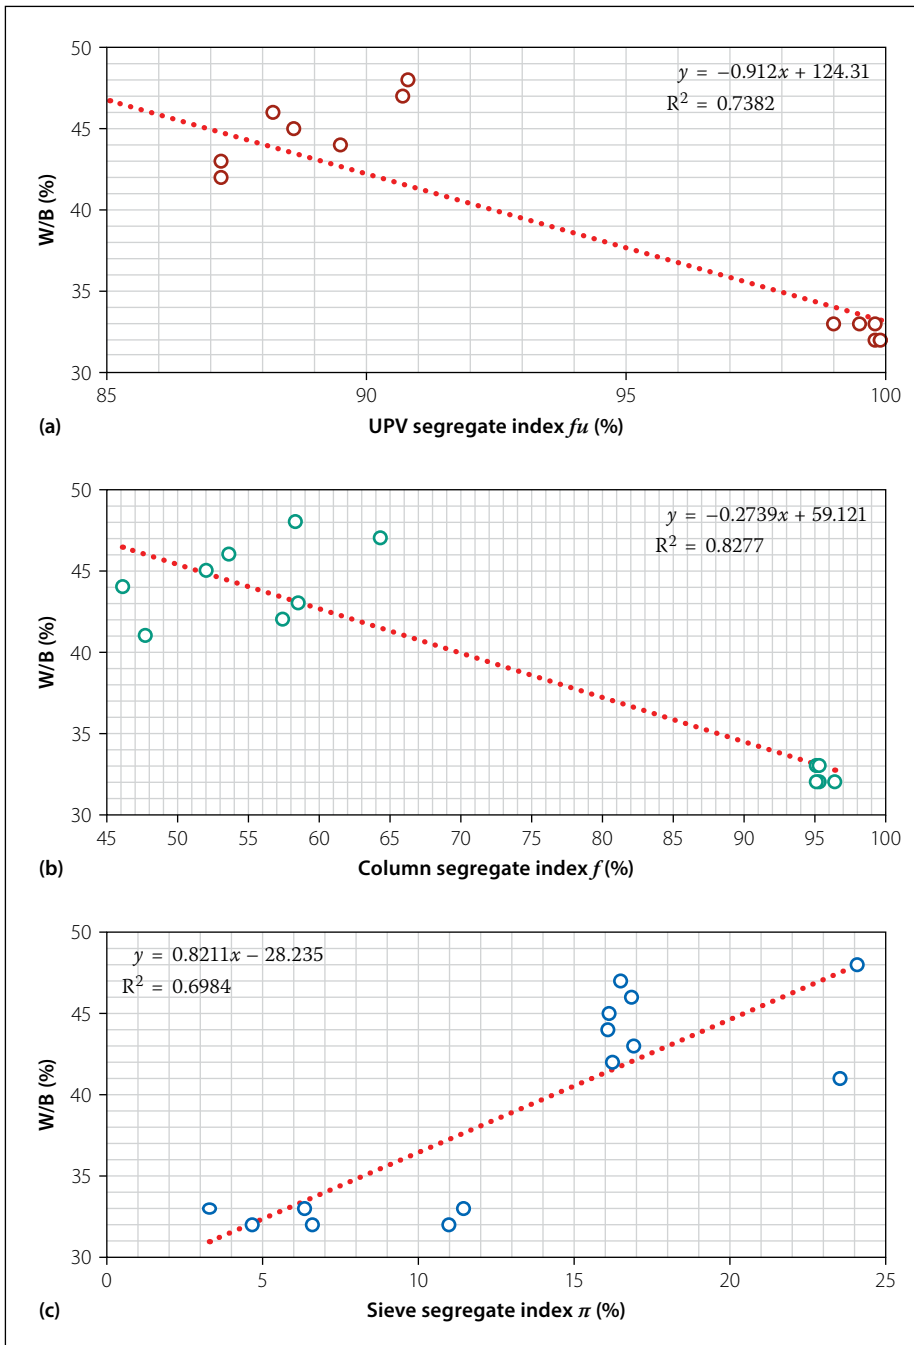 50
45
40
35
30
W/B (%)
y = −0.912x + 124.31
R² = 0.7382
85 90 95 100
(a) UPV segregate index fu (%)
50
45
40
35
30
W/B (%)
y = −0.2739x + 59.121
R² = 0.8277
45 50 55 60 65 70 75 80 85 90 95 100
(b) Column segregate index f (%)
50
45
40
35
30
W/B (%)
y = 0.8211x − 28.235
R² = 0.6984
0 5 10 15 20 25
(c) Sieve segregate index π (%)